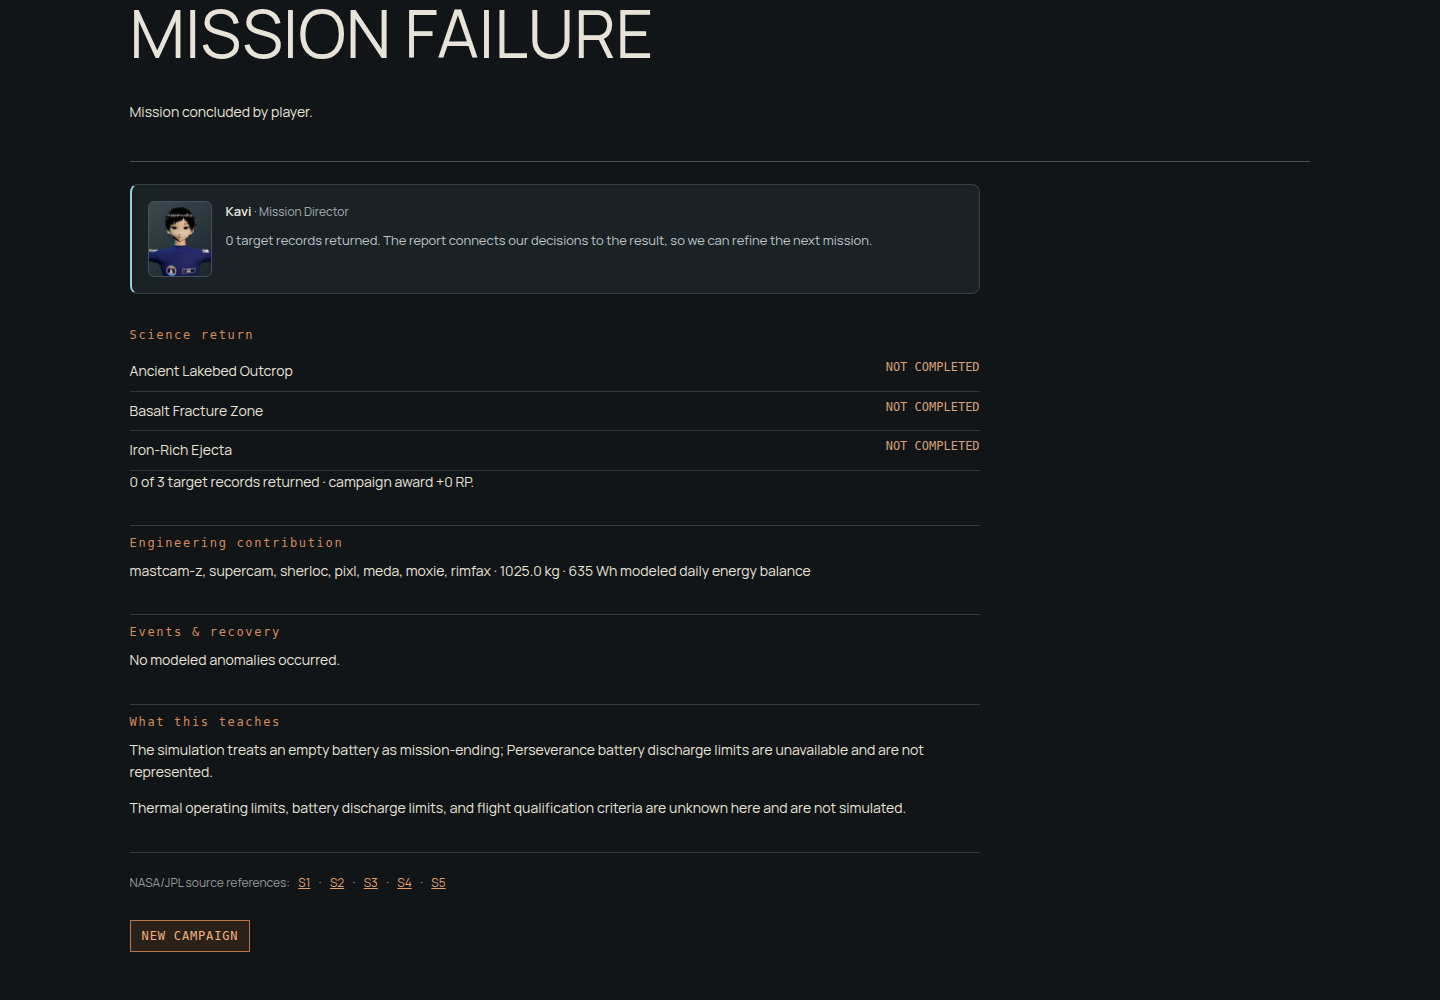 MISSION FAILURE
Mission concluded by player.
Kavi · Mission Director
0 target records returned. The report connects our decisions to the result, so we can refine the next mission.
Science return
Ancient Lakebed Outcrop NOT COMPLETED
Basalt Fracture Zone NOT COMPLETED
Iron-Rich Ejecta NOT COMPLETED
0 of 3 target records returned · campaign award +0 RP.
Engineering contribution
mastcam-z, supercam, sherloc, pixl, meda, moxie, rimfax · 1025.0 kg · 635 Wh modeled daily energy balance
Events & recovery
No modeled anomalies occurred.
What this teaches
The simulation treats an empty battery as mission-ending; Perseverance battery discharge limits are unavailable and are not
represented.
Thermal operating limits, battery discharge limits, and flight qualification criteria are unknown here and are not simulated.
NASA/JPL source references: S1 · S2 · S3 · S4 · S5
NEW CAMPAIGN